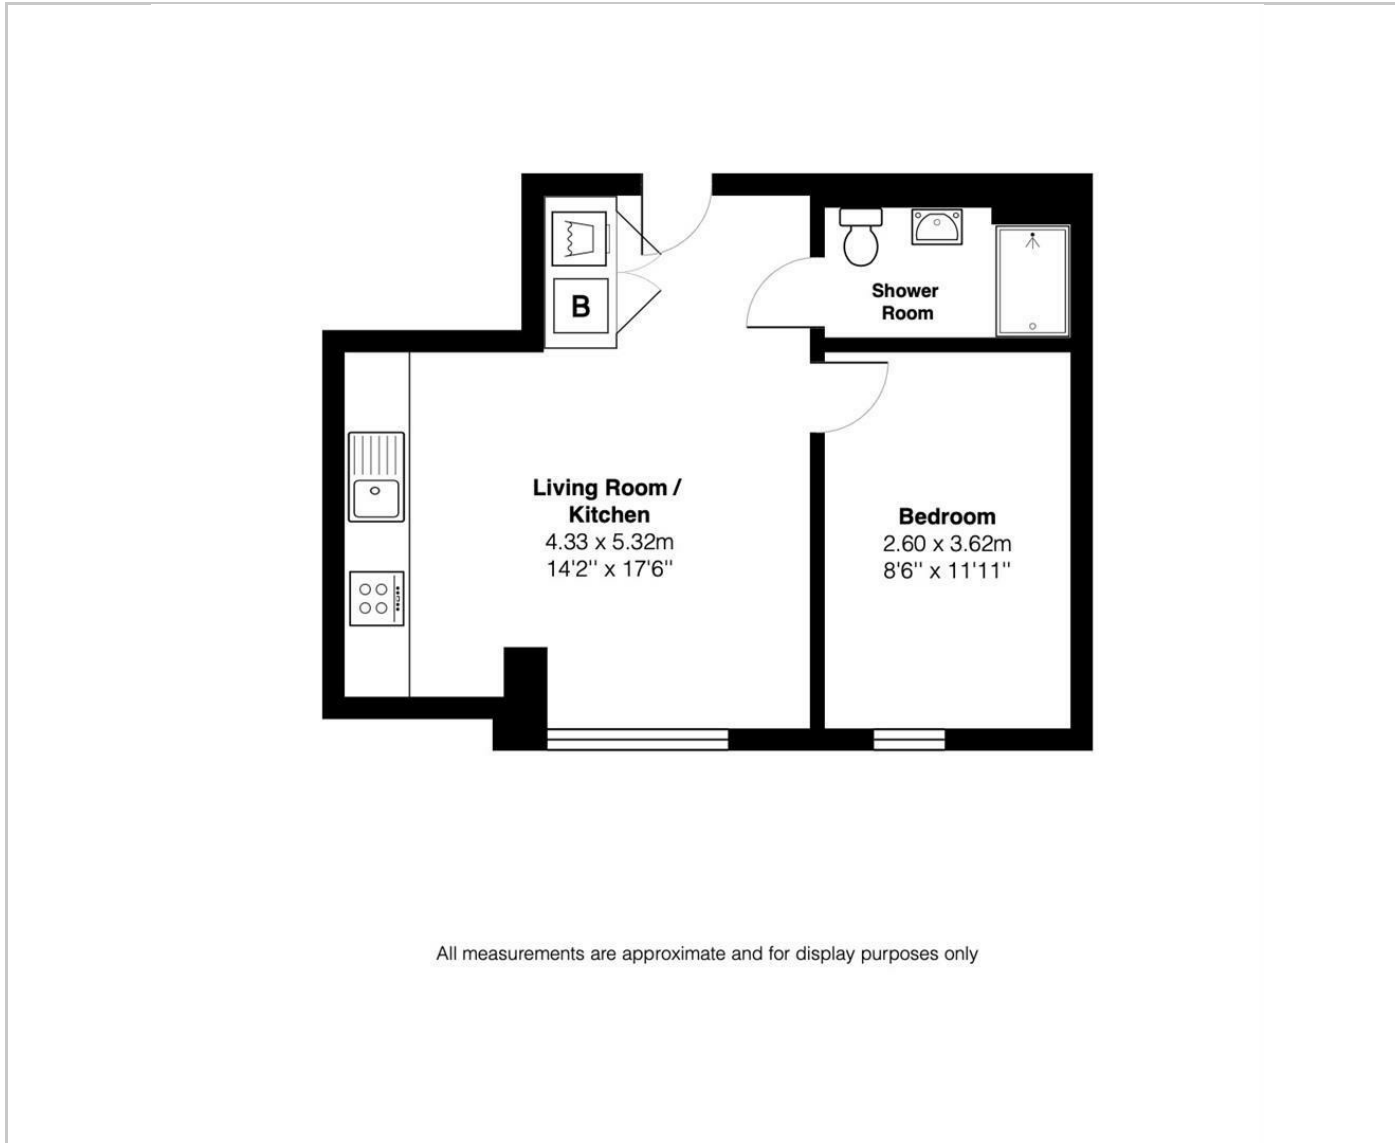 B
Shower
Room
Living Room /
Kitchen
4.33 x 5.32m
14'2'' x 17'6''
Bedroom
2.60 x 3.62m
8'6'' x 11'11''
All measurements are approximate and for display purposes only